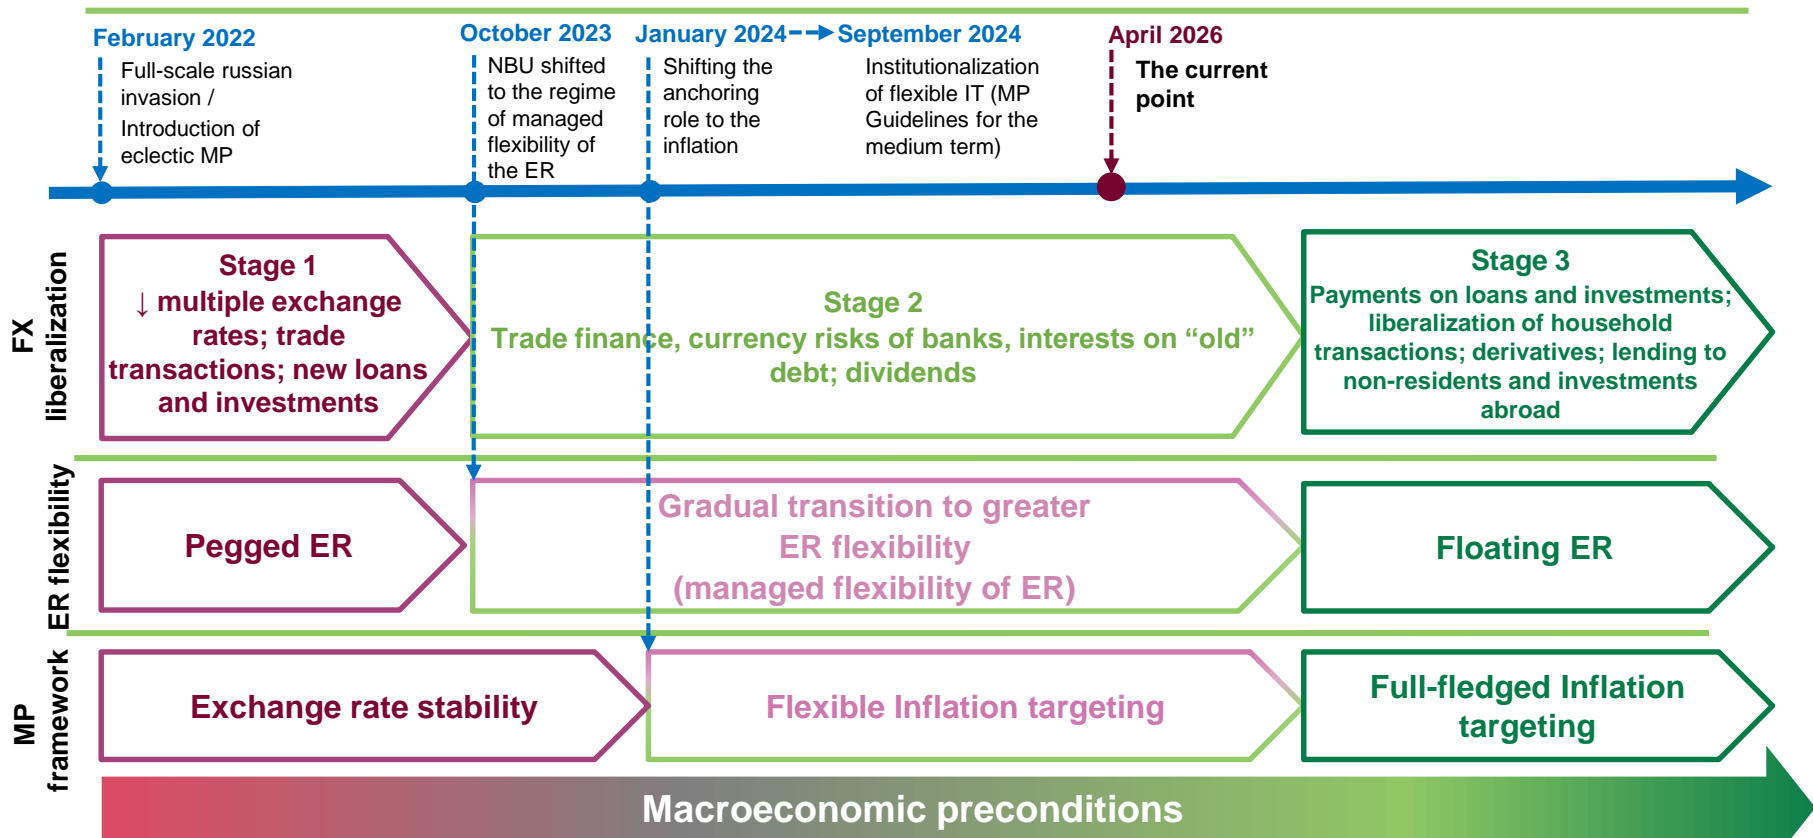 February 2022
Full-scale russian
invasion /
Introduction of
eclectic MP
October 2023
NBU shifted
to the regime
of managed
flexibility of
the ER
January 2024
Shifting the
anchoring
role to the
inflation
September 2024
Institutionalization
of flexible IT (MP
Guidelines for the
medium term)
April 2026
The current
point
FX
liberalization
Stage 1
↓ multiple exchange
rates; trade
transactions; new loans
and investments
Stage 2
Trade finance, currency risks of banks, interests on “old”
debt; dividends
Stage 3
Payments on loans and investments;
liberalization of household
transactions; derivatives; lending to
non-residents and investments
abroad
ER flexibility
Pegged ER
Gradual transition to greater
ER flexibility
(managed flexibility of ER)
Floating ER
MP
framework
Exchange rate stability
Flexible Inflation targeting
Full-fledged Inflation
targeting
Macroeconomic preconditions